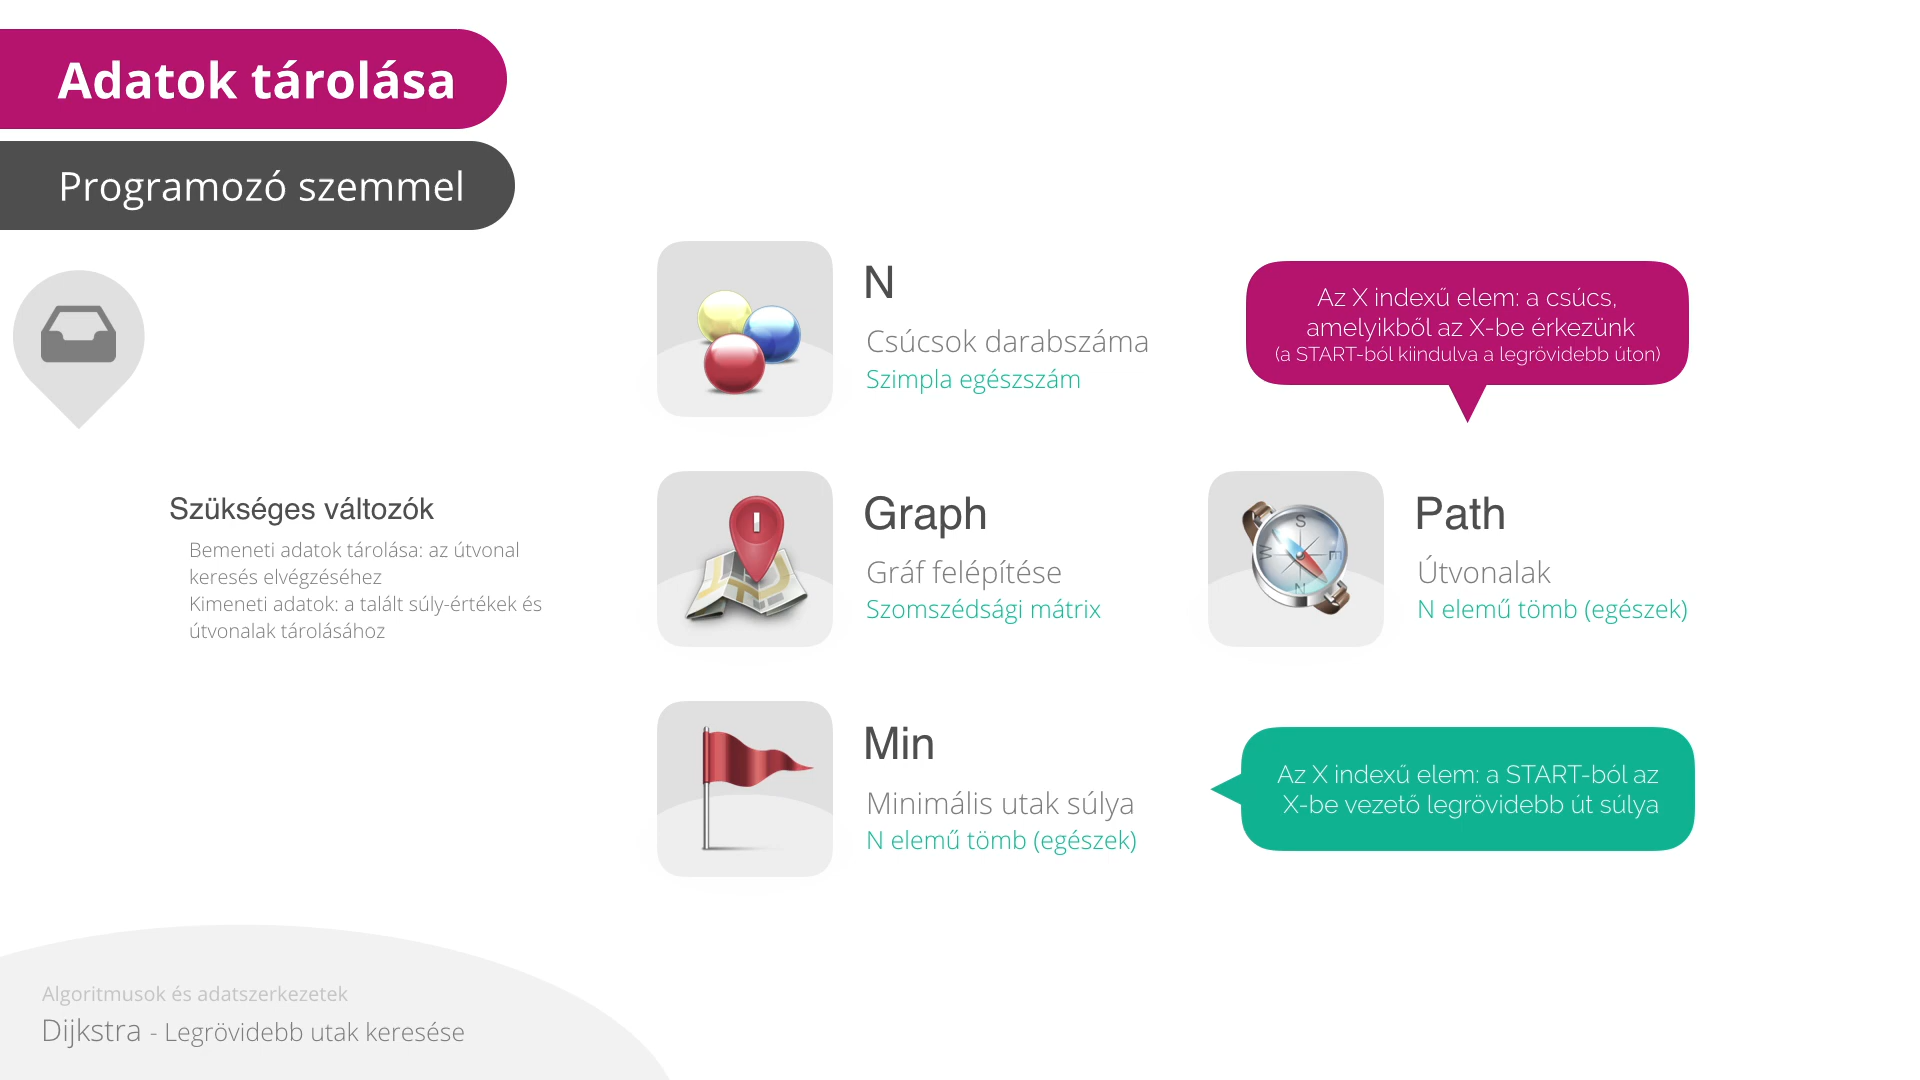 Adatok tárolása
Programozó szemmel
Szükséges változók
Bemeneti adatok tárolása: az útvonal
keresés elvégzéséhez
Kimeneti adatok: a talált súly-értékek és
útvonalak tárolásához
N
Csúcsok darabszáma
Szimpla egészszám
Az X indexű elem: a csúcs,
amelyikből az X-be érkezünk
(a START-ból kiindulva a legrövidebb úton)
Graph
Gráf felépítése
Szomszédsági mátrix
S
W
E
N
Path
Útvonalak
N elemű tömb (egészek)
Min
Minimális utak súlya
N elemű tömb (egészek)
Az X indexű elem: a START-ból az
X-be vezető legrövidebb út súlya
Algoritmusok és adatszerkezetek
Dijkstra - Legrövidebb utak keresése